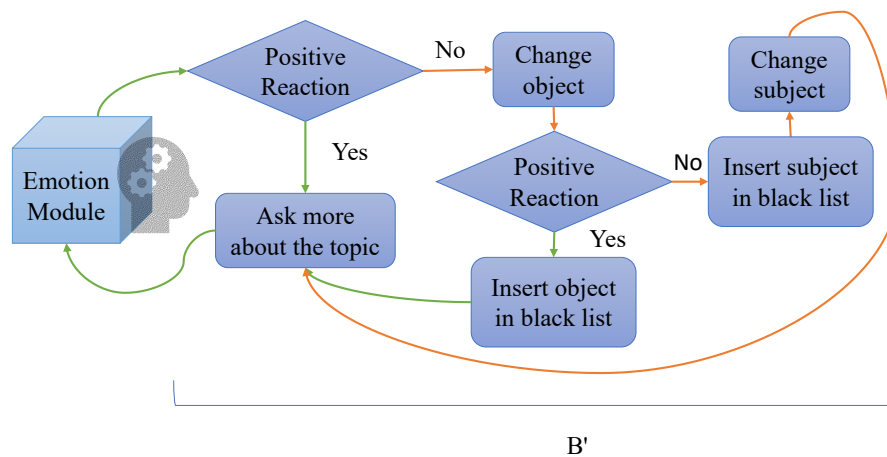 Positive
Reaction
No
Change
object
Change
subject
Emotion
Module
Yes
Positive
Reaction
No
Insert subject
in black list
Ask more
about the topic
Yes
Insert object
in black list
B'